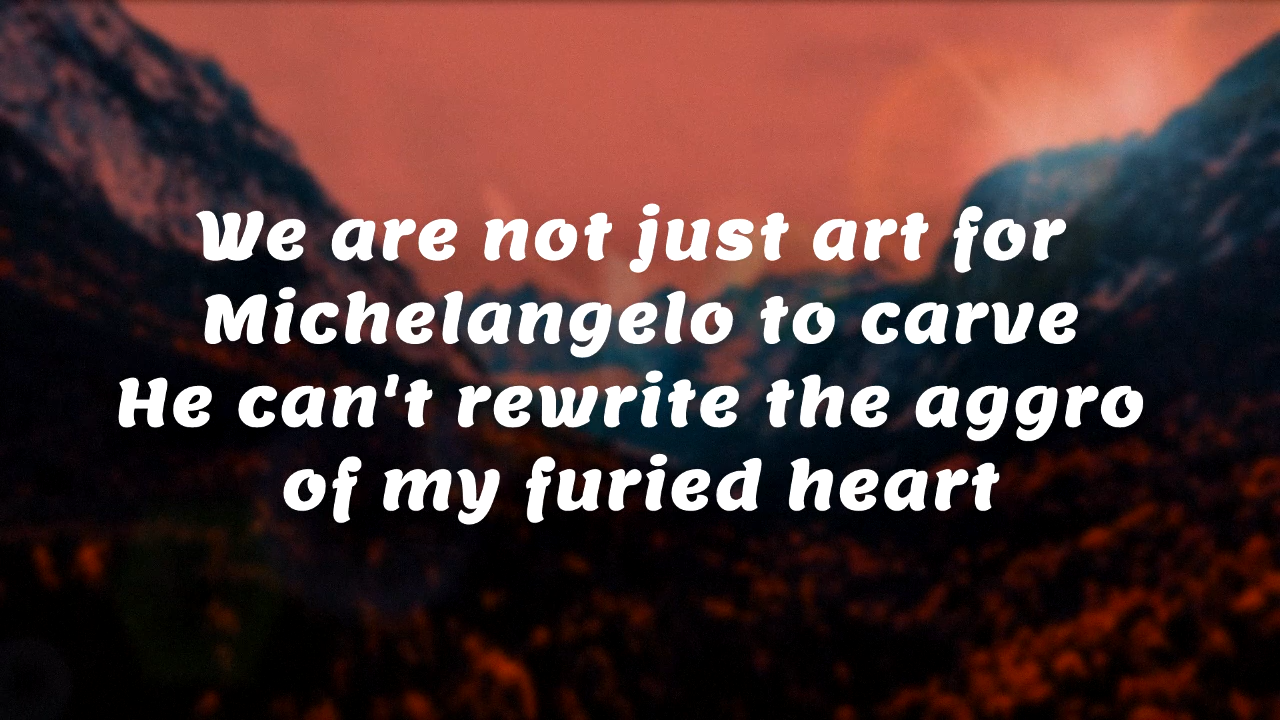 We are not just art for
Michelangelo to carve
He can't rewrite the aggro
of my furied heart